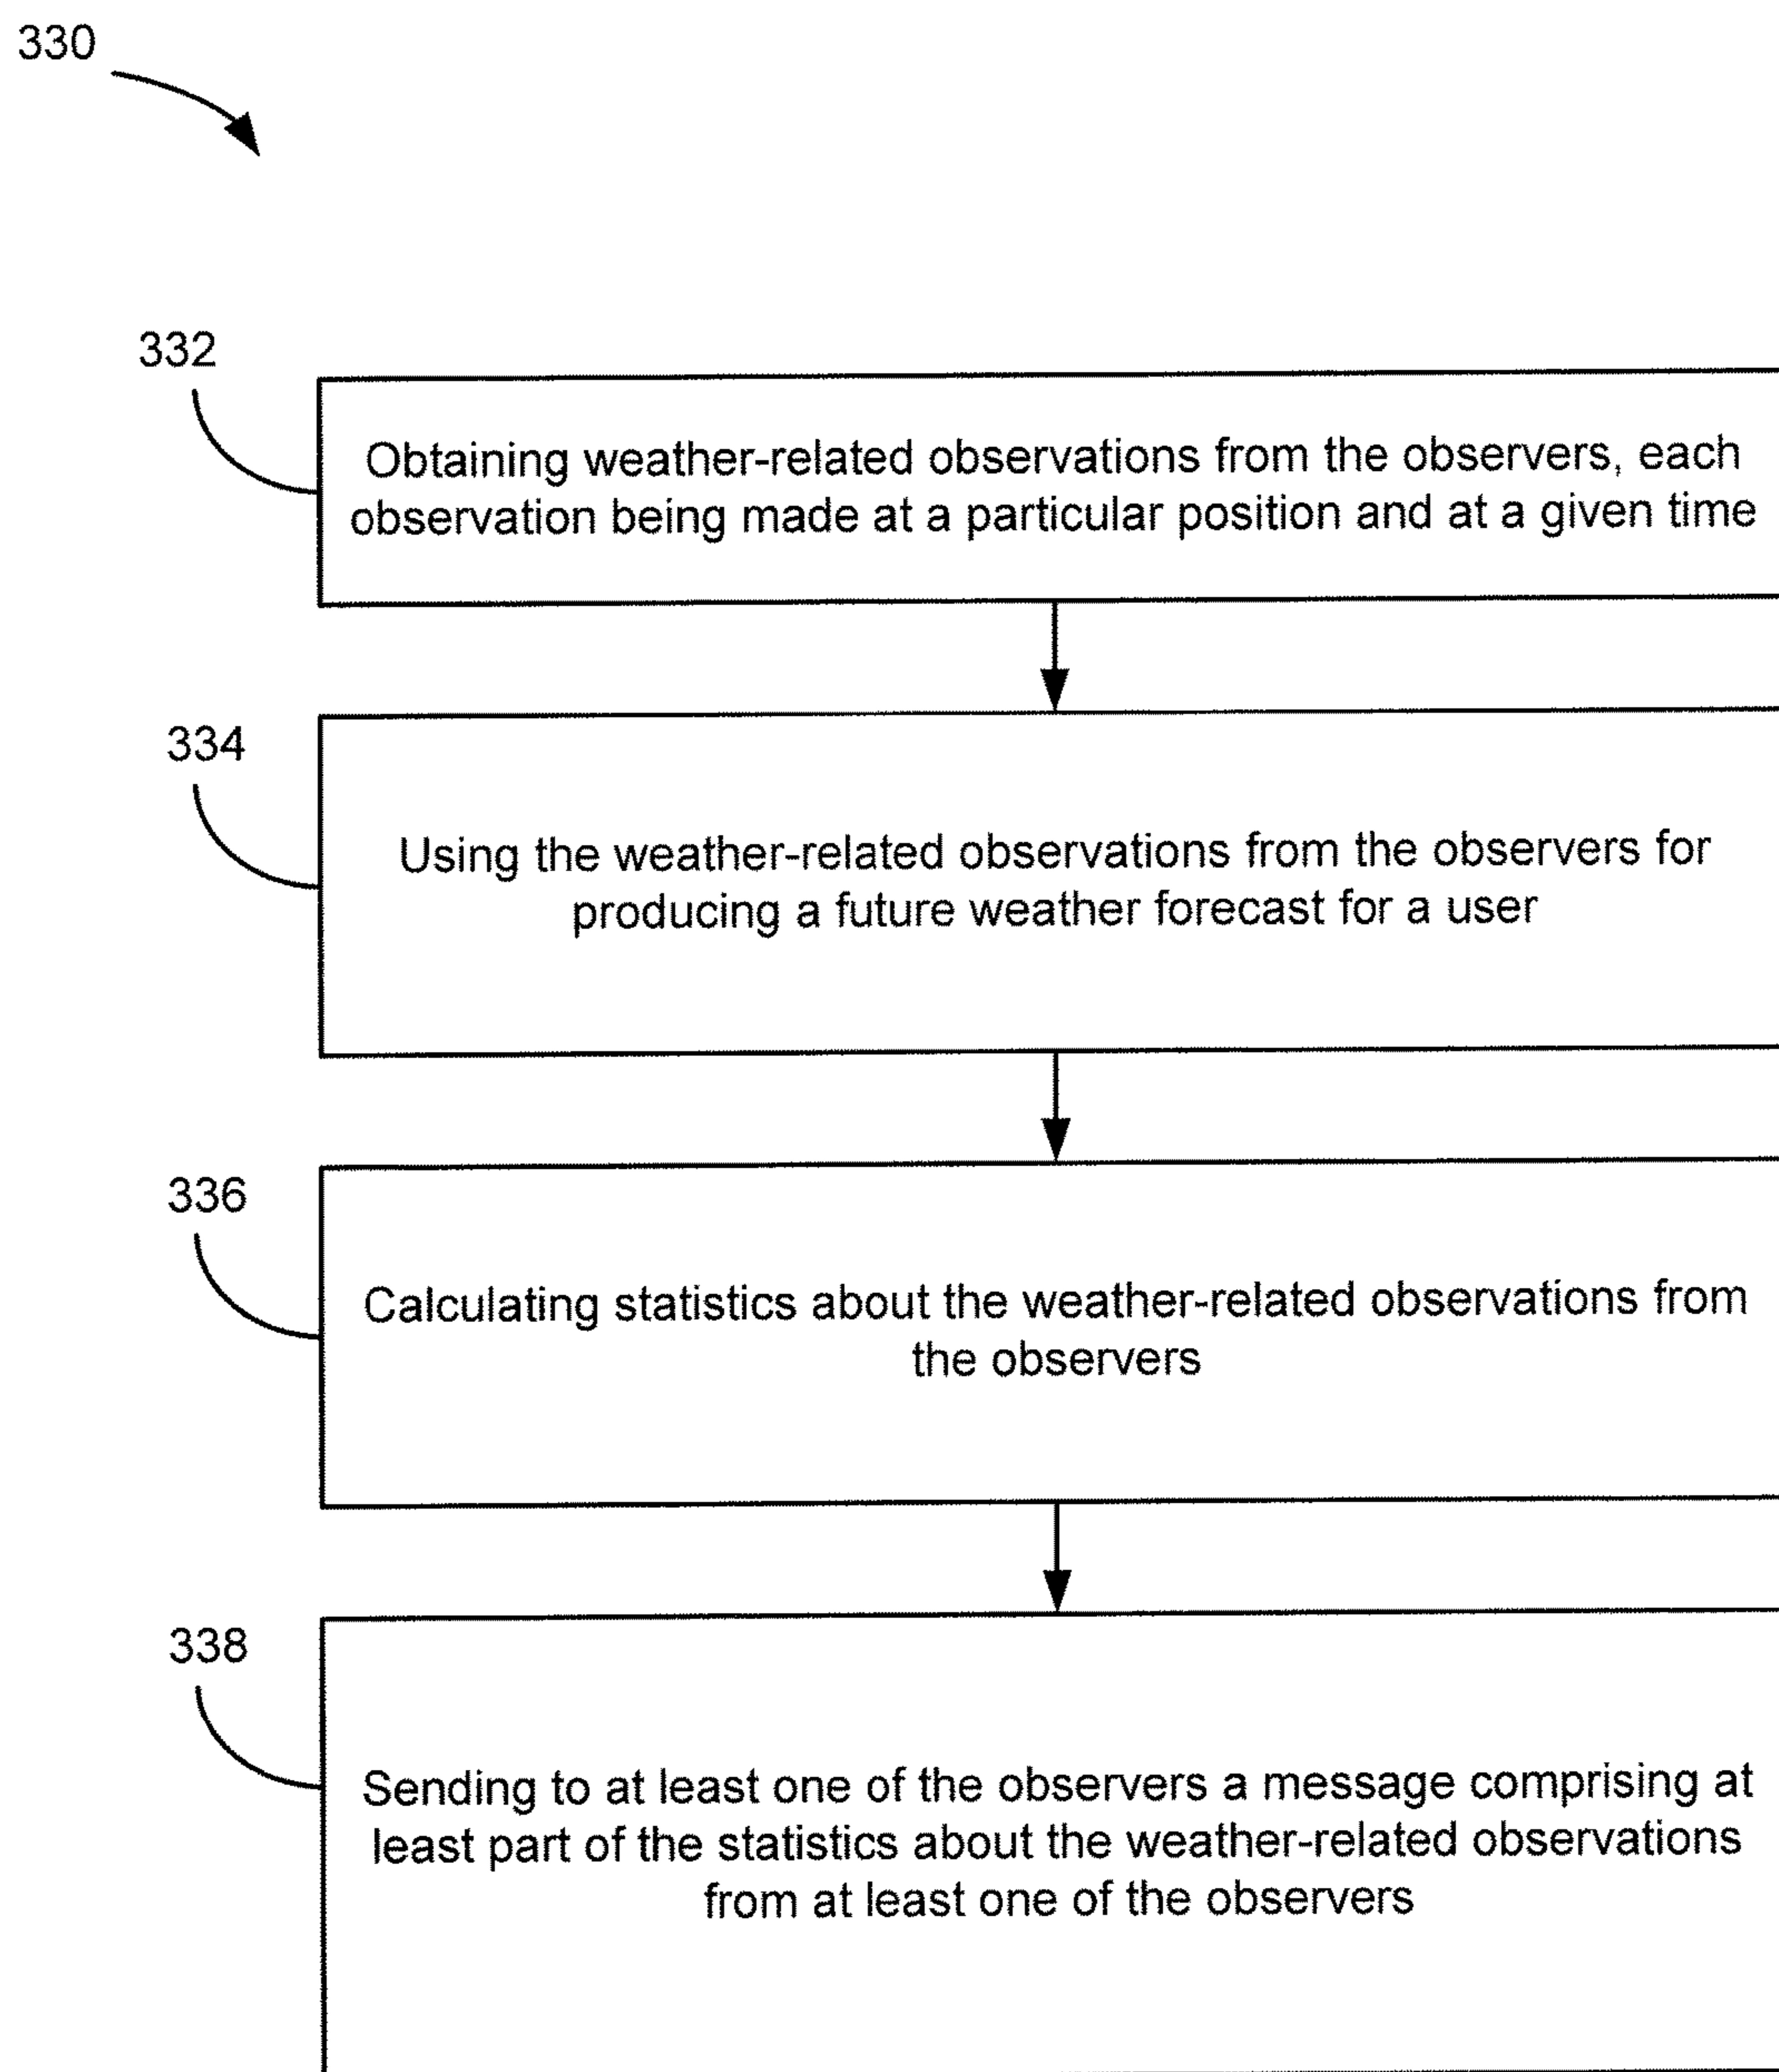 330
332
Obtaining weather-related observations from the observers, each
observation being made at a particular position and at a given time
334
Using the weather-related observations from the observers for
producing a future weather forecast for a user
336
Calculating statistics about the weather-related observations from
the observers
338
Sending to at least one of the observers a message comprising at
least part of the statistics about the weather-related observations
from at least one of the observers